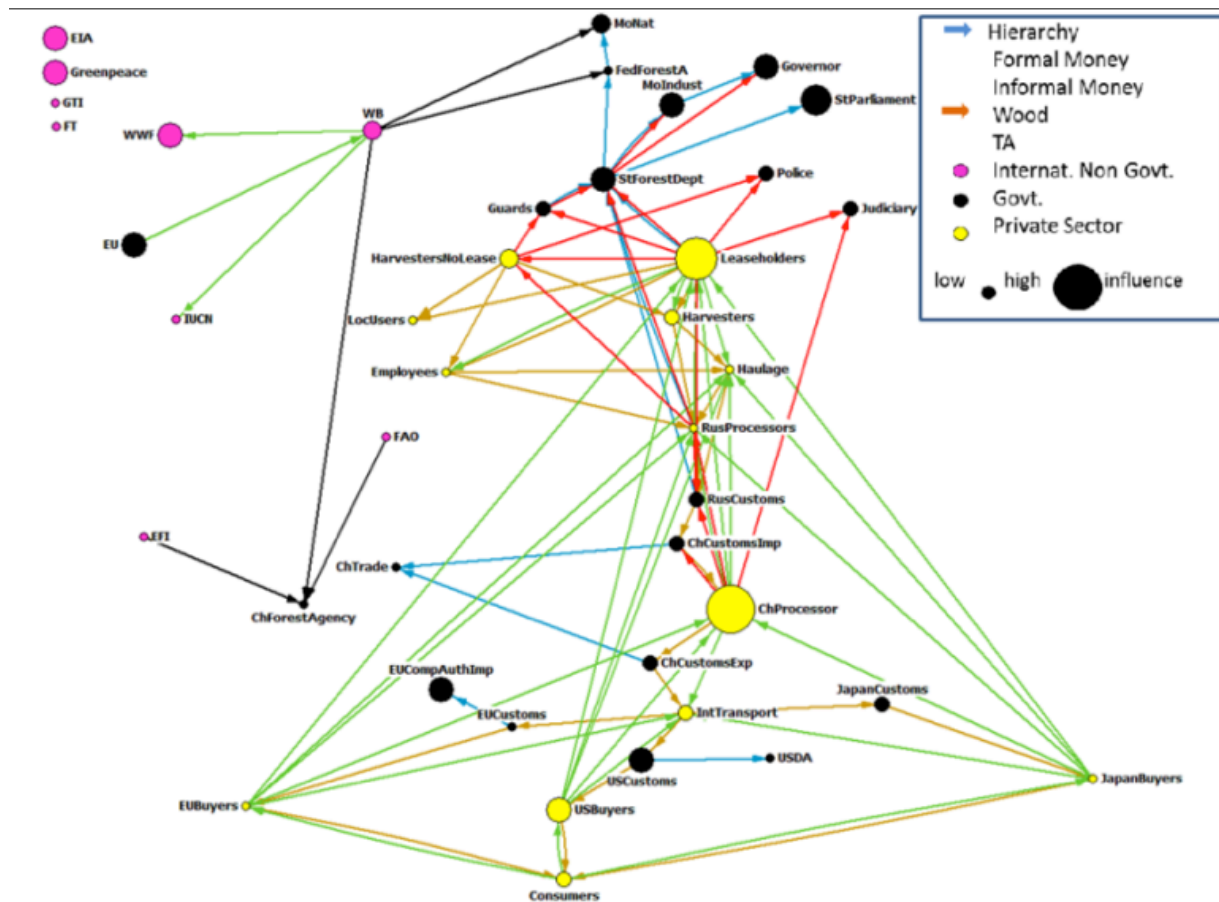 EIA
Greenpeace
GTI
FT
WWF
WB
EU
IUCN
MoNat
FedForestA
MoIndust
Governor
StParliament
StForestDept
Police
Guards
Judiciary
HarvestersNoLease
Leaseholders
LocUsers
Harvesters
Employees
Haulage
RusProcessors
FAO
RusCustoms
EFI
ChCustomsImp
ChTrade
ChForestAgency
ChProcessor
EUCompAuthImp
ChCustomsExp
JapanCustoms
EUCustoms
IntTransport
USCustoms
USDA
JapanBuyers
EUBuyers
USBuyers
Consumers
Hierarchy
Formal Money
Informal Money
Wood
TA
Internat. Non Govt.
Govt.
Private Sector
low high influence